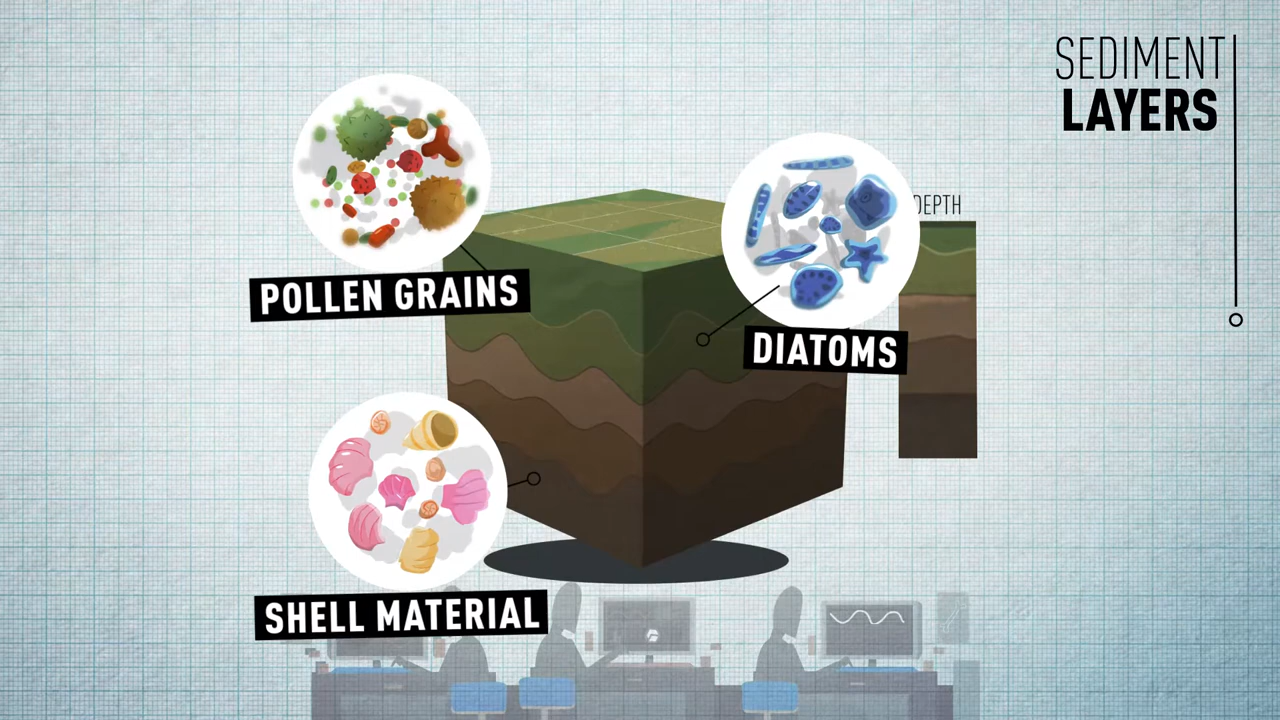 SEDIMENT
LAYERS
POLLEN GRAINS
DEPTH
DIATOMS
SHELL MATERIAL